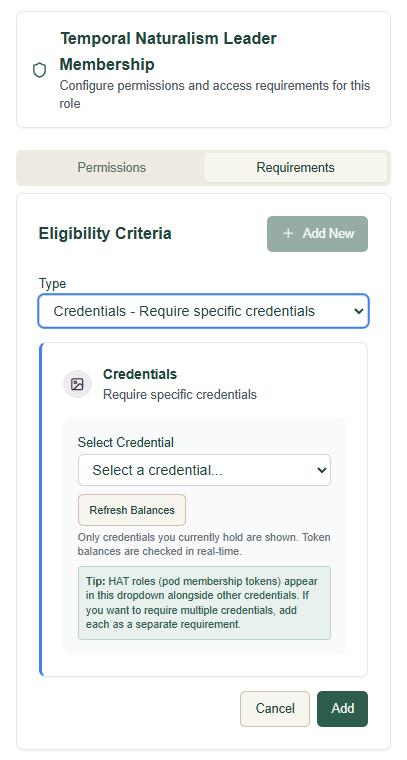 Temporal Naturalism Leader
Membership
Configure permissions and access requirements for this
role
Permissions
Requirements
Eligibility Criteria
+ Add New
Type
Credentials - Require specific credentials
Credentials
Require specific credentials
Select Credential
Select a credential...
Refresh Balances
Only credentials you currently hold are shown. Token
balances are checked in real-time.
Tip: HAT roles (pod membership tokens) appear
in this dropdown alongside other credentials. If
you want to require multiple credentials, add
each as a separate requirement.
Cancel
Add